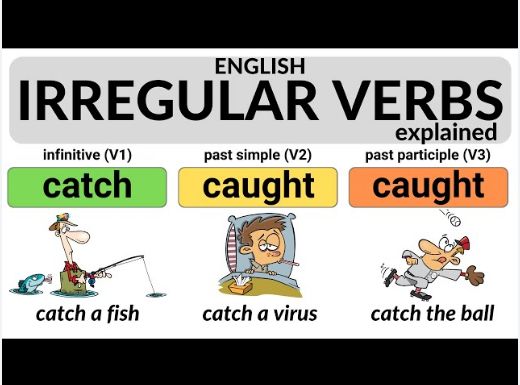 ENGLISH
IRREGULAR VERBS
explained
infinitive (V1) past simple (V2) past participle (V3)
catch caught caught
catch a fish catch a virus catch the ball